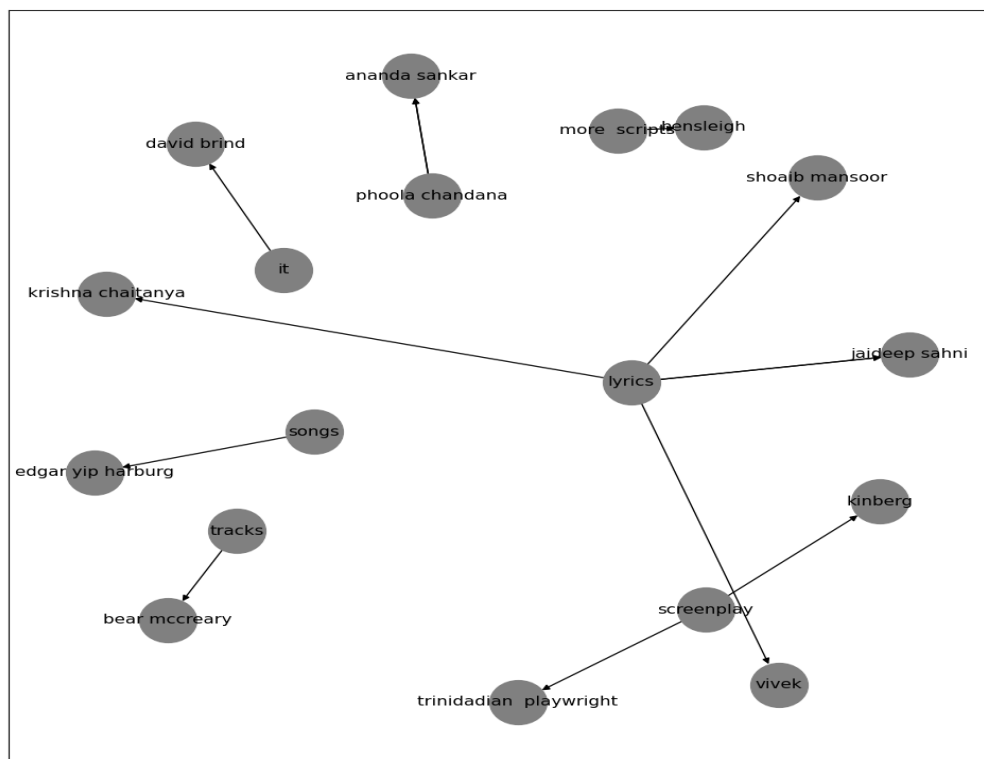 ananda sankar
more  scripts
hensleigh
david brind
shoaib mansoor
phoola chandana
it
krishna chaitanya
jaideep sahni
lyrics
songs
edgar yip harburg
kinberg
tracks
screenplay
bear mccreary
vivek
trinidadian  playwright